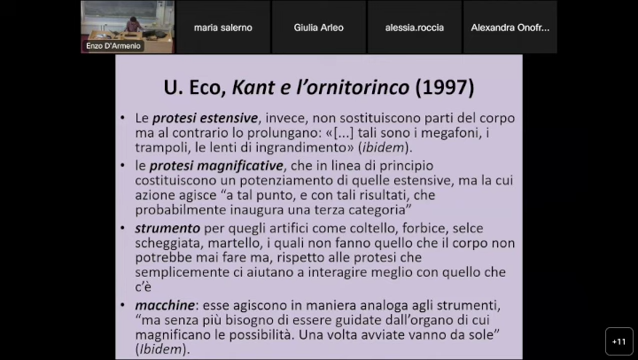 Enzo D'Armenio
maria salerno
Giulia Arleo
alessia.roccia
Alexandra Onofr...
U. Eco, Kant e l'ornitorinco (1997)
• Le protesi estensive, invece, non sostituiscono parti del corpo
ma al contrario lo prolungano: «[...] tali sono i megafoni, i
trampoli, le lenti di ingrandimento» (ibidem).
• le protesi magnificative, che in linea di principio
costituiscono un potenziamento di quelle estensive, ma la cui
azione agisce “a tal punto, e con tali risultati, che
probabilmente inaugura una terza categoria”
• strumento per quegli artifici come coltello, forbice, selce
scheggiata, martello, i quali non fanno quello che il corpo non
potrebbe mai fare ma, rispetto alle protesi che
semplicemente ci aiutano a interagire meglio con quello che
c'è
• macchine: esse agiscono in maniera analoga agli strumenti,
“ma senza più bisogno di essere guidate dall'organo di cui
magnificano le possibilità. Una volta avviate vanno da sole”
(Ibidem).
+11